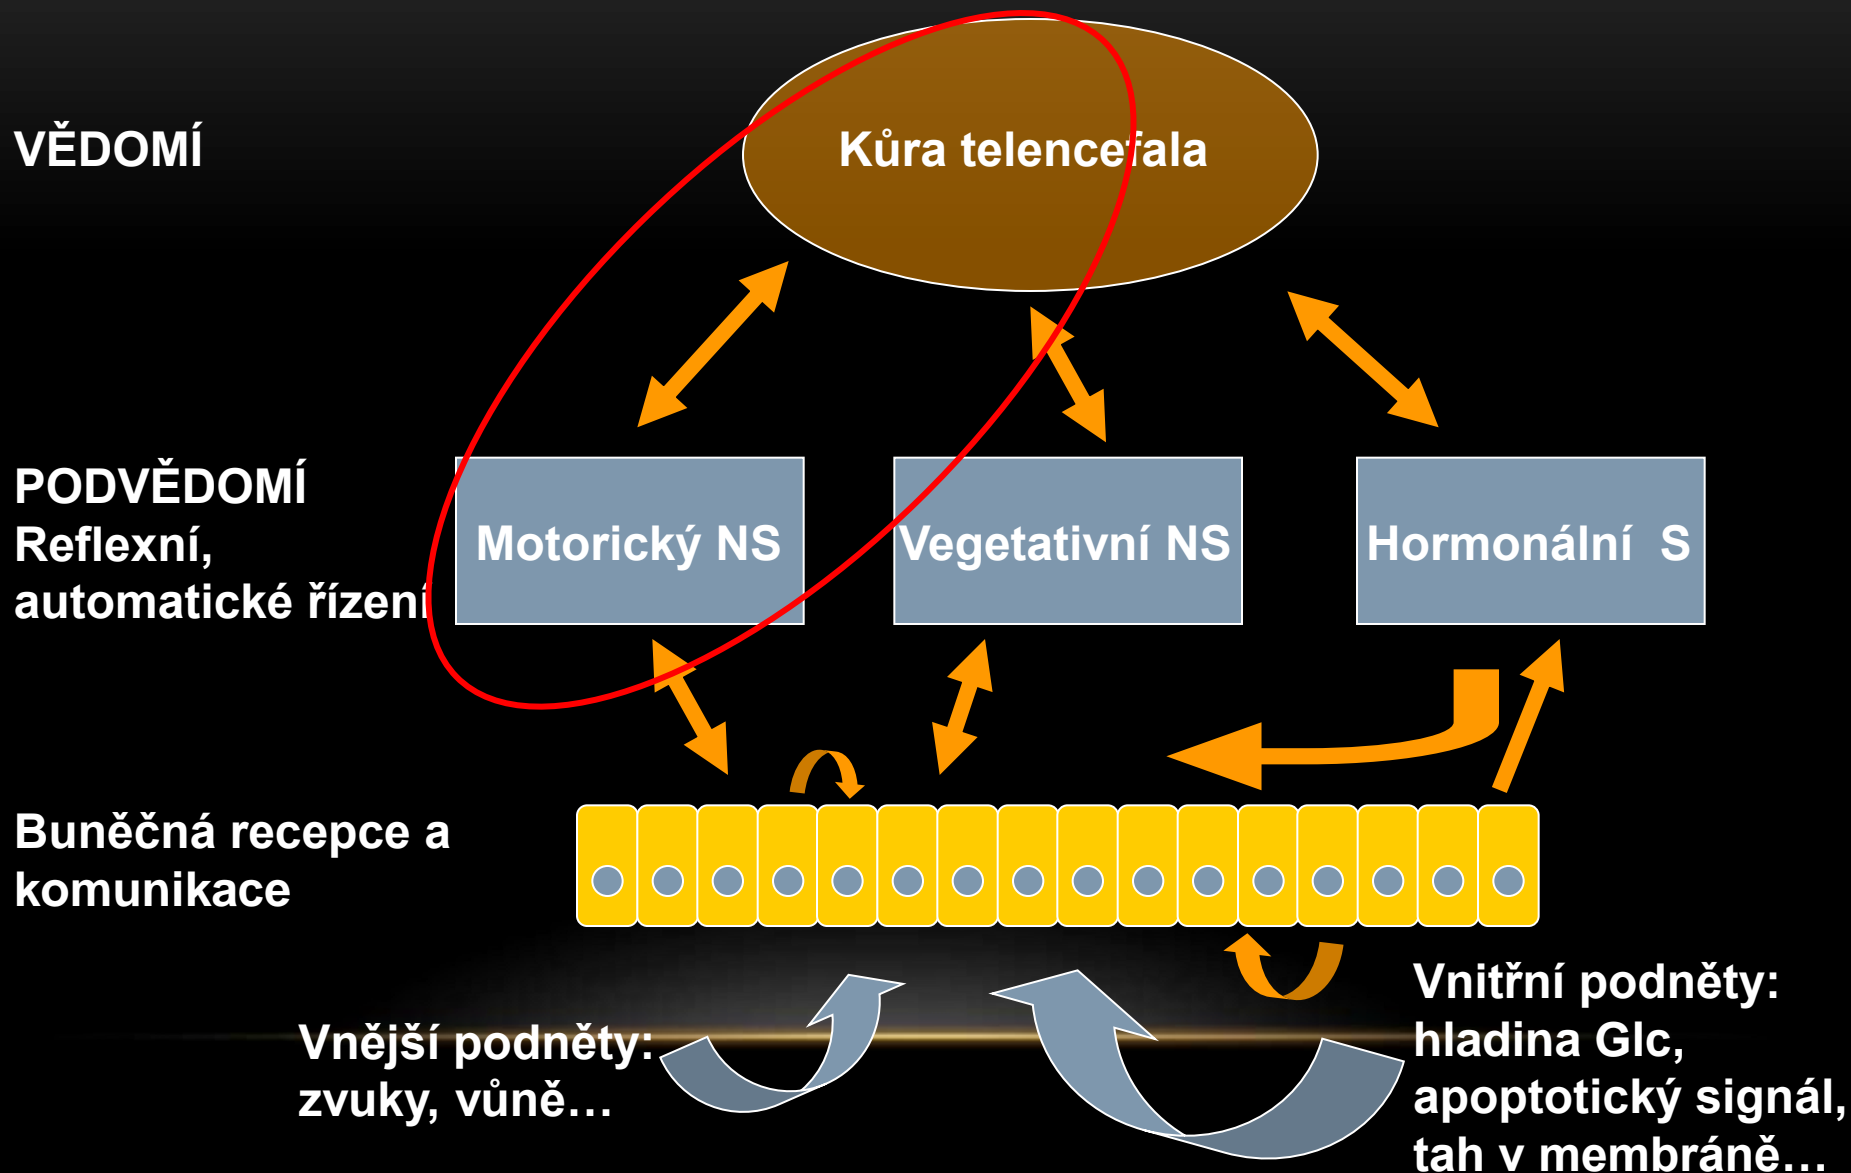 VĚDOMÍ
Kůra telencefala
PODVĚDOMÍ
Reflexní,
automatické řízení
Motorický NS
Vegetativní NS
Hormonální S
Buněčná recepce a
komunikace
Vnější podněty:
zvuky, vůně…
Vnitřní podněty:
hladina Glc,
apoptotický signál,
tah v membráně…